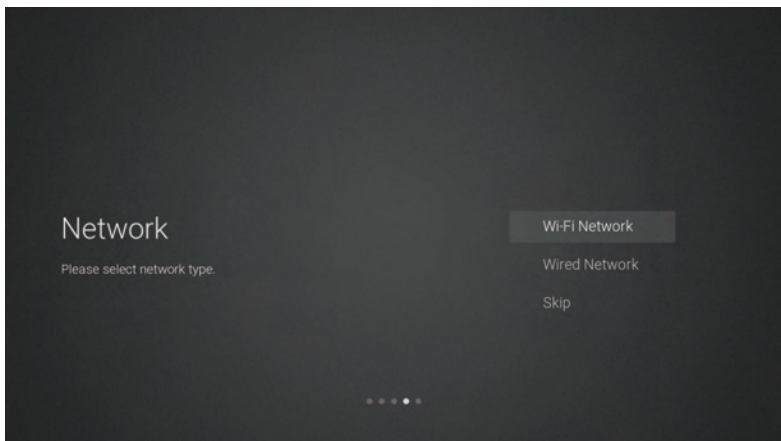 Network
Please select network type.
Wi-Fi Network
Wired Network
Skip